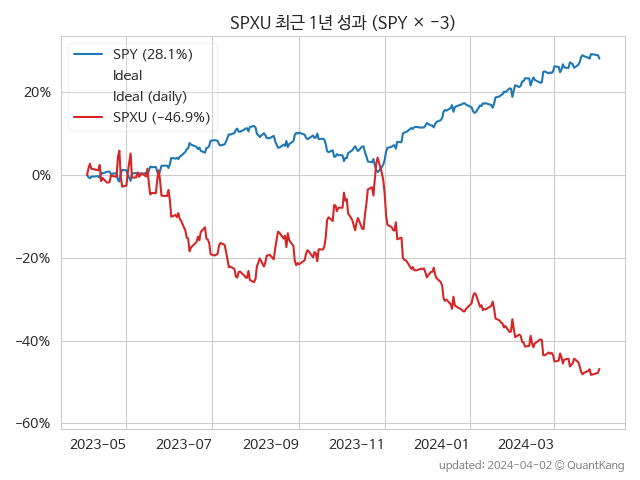 SPXU 최근 1년 성과 (SPY × −3)
SPY (28.1%)
Ideal
Ideal (daily)
SPXU (−46.9%)
20%
0%
−20%
−40%
−60%
2023-05 2023-07 2023-09 2023-11 2024-01 2024-03
updated: 2024-04-02 © QuantKang